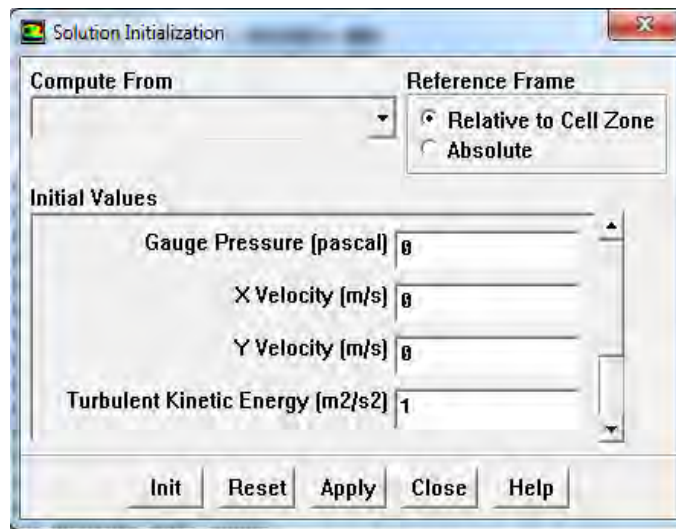 Solution Initialization
Compute From
Reference Frame
Relative to Cell Zone
Absolute
Initial Values
Gauge Pressure (pascal) 0
X Velocity (m/s) 0
Y Velocity (m/s) 0
Turbulent Kinetic Energy (m2/s2) 1
Init Reset Apply Close Help